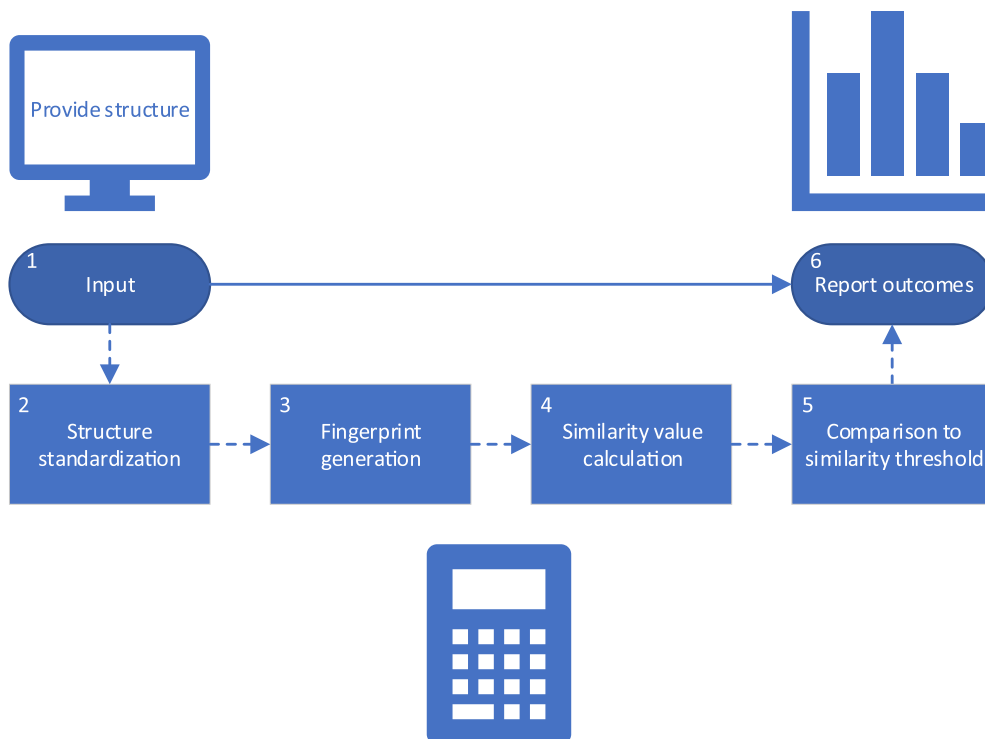 Provide structure
1
Input
6
Report outcomes
2
Structure
standardization
3
Fingerprint
generation
4
Similarity value
calculation
5
Comparison to
similarity threshold